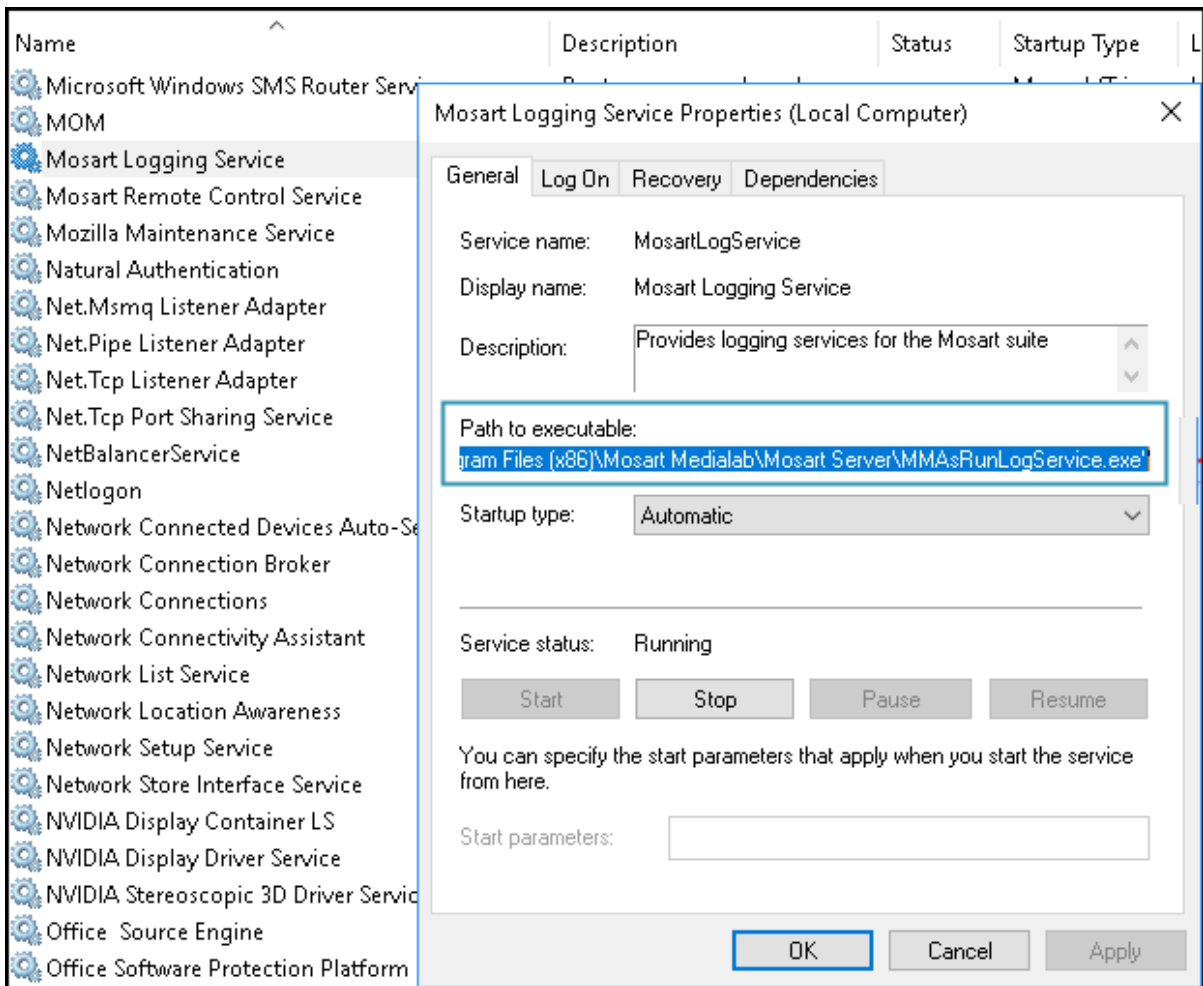 Name Description Status Startup Type L
Microsoft Windows SMS Router Serv
MOM
Mosart Logging Service
Mosart Remote Control Service
Mozilla Maintenance Service
Natural Authentication
Net.Msmq Listener Adapter
Net.Pipe Listener Adapter
Net.Tcp Listener Adapter
Net.Tcp Port Sharing Service
NetBalancerService
Netlogon
Network Connected Devices Auto-Se
Network Connection Broker
Network Connections
Network Connectivity Assistant
Network List Service
Network Location Awareness
Network Setup Service
Network Store Interface Service
NVIDIA Display Container LS
NVIDIA Display Driver Service
NVIDIA Stereoscopic 3D Driver Servic
Office  Source Engine
Office Software Protection Platform
Mosart Logging Service Properties (Local Computer)
General Log On Recovery Dependencies
Service name: MosartLogService
Display name: Mosart Logging Service
Description: Provides logging services for the Mosart suite
Path to executable:
gram Files (x86)\Mosart Medialab\Mosart Server\MMAsRunLogService.exe"
Startup type: Automatic
Service status: Running
Start Stop Pause Resume
You can specify the start parameters that apply when you start the service
from here.
Start parameters:
OK Cancel Apply